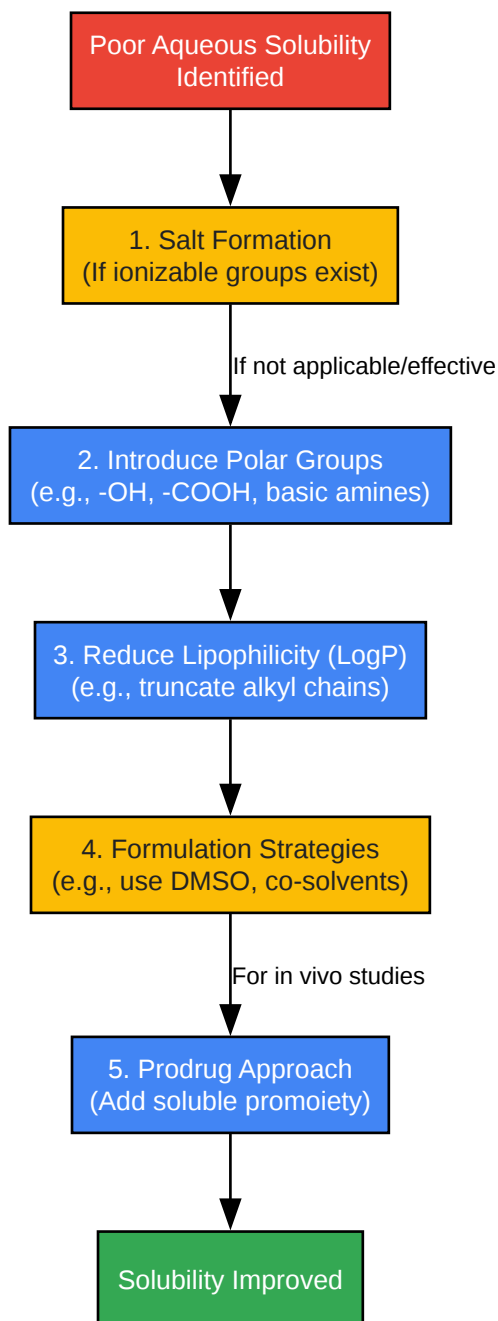 Poor Aqueous Solubility
Identified
1. Salt Formation
(If ionizable groups exist)
If not applicable/effective
2. Introduce Polar Groups
(e.g., -OH, -COOH, basic amines)
3. Reduce Lipophilicity (LogP)
(e.g., truncate alkyl chains)
4. Formulation Strategies
(e.g., use DMSO, co-solvents)
For in vivo studies
5. Prodrug Approach
(Add soluble promoiety)
Solubility Improved